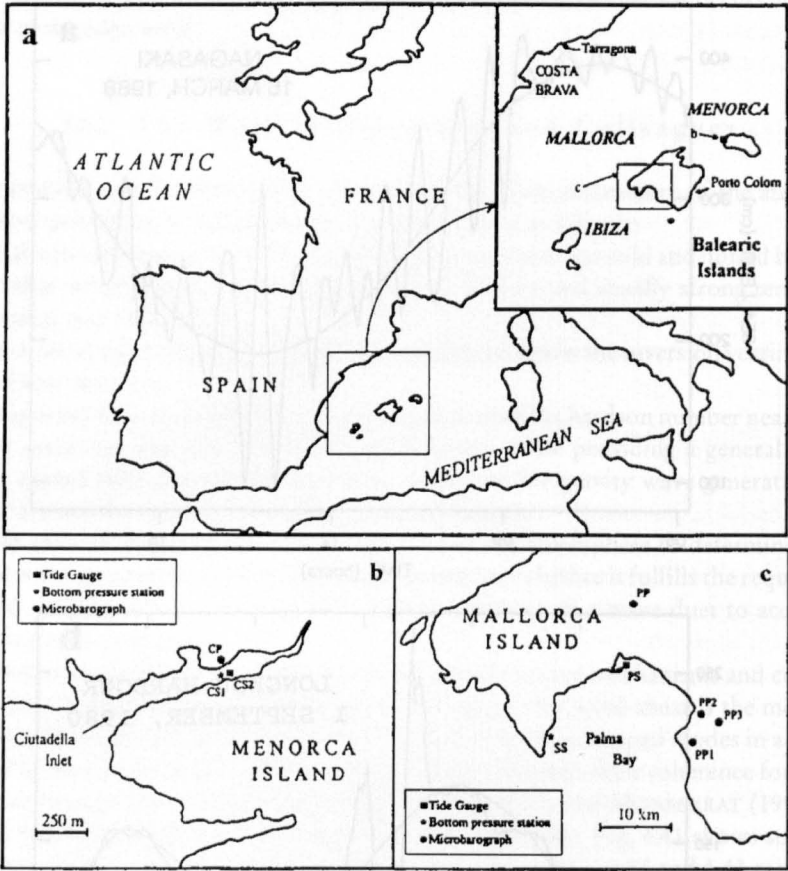 a
ATLANTIC
OCEAN
FRANCE
SPAIN
MEDITERRANEAN SEA
Tarragona
COSTA
BRAVA
MENORCA
b
MALLORCA
c
Porto Colom
IBIZA
Balearic
Islands
b
Tide Gauge
Bottom pressure station
Microbarograph
CP
CS2
CS1
Ciutadella
Inlet
MENORCA
ISLAND
250 m
c
MALLORCA
ISLAND
PP
PS
PP2
PP3
PP1
SS
Palma
Bay
Tide Gauge
Bottom pressure station
Microbarograph
10 km